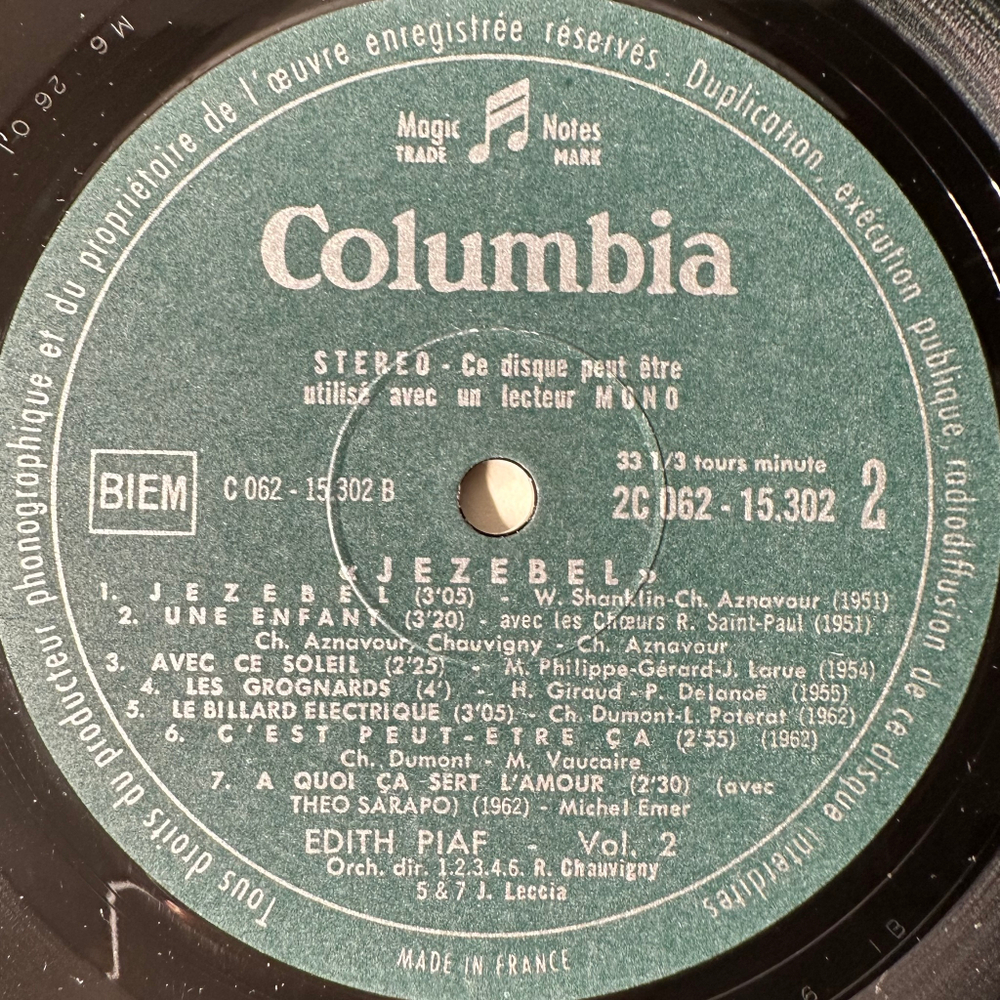 Tous droits du producteur phonographique et du propriétaire de l'œuvre enregistrée réservés. Duplication, exécution publique, radiodiffusion de ce disque interdites
Magic Notes
TRADE MARK
Columbia
STEREO - Ce disque peut être
utilisé avec un lecteur MONO
BIEM
C 062 - 15.302 B
33 1/3 tours minute
2C 062 - 15.302
2
« JEZEBEL »
1. JEZEBEL (3'05) - W. Shanklin-Ch. Aznavour (1951)
2. UNE ENFANT (3'20) - avec les Chœurs R. Saint-Paul (1951)
Ch. Aznavour, Chauvigny - Ch. Aznavour
3. AVEC CE SOLEIL (2'25) - M. Philippe-Gérard-J. Larue (1954)
4. LES GROGNARDS (4') - H. Giraud - P. Delanoë (1955)
5. LE BILLARD ELECTRIQUE (3'05) - Ch. Dumont-L. Poterat (1962)
6. C'EST PEUT-ETRE ÇA (2'55) (1962)
Ch. Dumont - M. Vaucaire
7. A QUOI ÇA SERT L'AMOUR (2'30) (avec
THEO SARAPO) (1962) - Michel Emer
EDITH PIAF - Vol. 2
Orch. dir. 1.2.3.4.6. R. Chauvigny
5 & 7 J. Leccia
MADE IN FRANCE